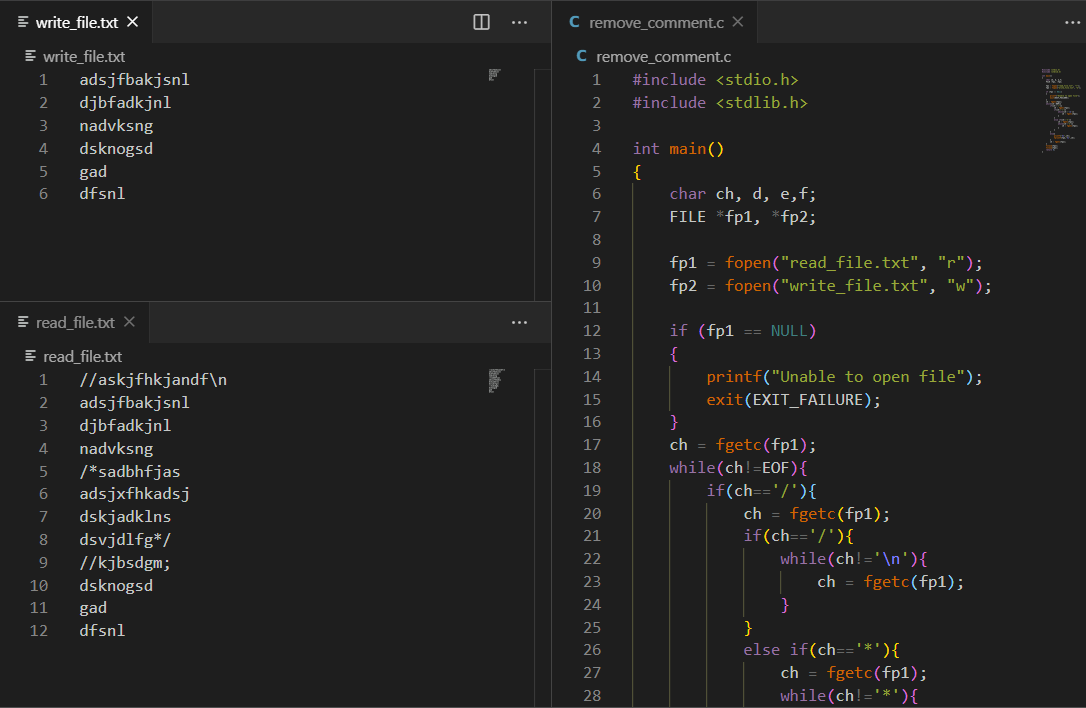 write_file.txt
write_file.txt
1 adsjfbakjsnl
2 djbfadkjnl
3 nadvksng
4 dsknogsd
5 gad
6 dfsnl
read_file.txt
read_file.txt
1 //askjfhkjandf\n
2 adsjfbakjsnl
3 djbfadkjnl
4 nadvksng
5 /*sadbhfjas
6 adsjxfhkadsj
7 dskjadklns
8 dsvjdlfg*/
9 //kjbsdgm;
10 dsknogsd
11 gad
12 dfsnl
C remove_comment.c
C remove_comment.c
1 #include <stdio.h>
2 #include <stdlib.h>
3
4 int main()
5 {
6 char ch, d, e,f;
7 FILE *fp1, *fp2;
8
9 fp1 = fopen("read_file.txt", "r");
10 fp2 = fopen("write_file.txt", "w");
11
12 if (fp1 == NULL)
13 {
14 printf("Unable to open file");
15 exit(EXIT_FAILURE);
16 }
17 ch = fgetc(fp1);
18 while(ch!=EOF){
19 if(ch=='/'){
20 ch = fgetc(fp1);
21 if(ch=='/'){
22 while(ch!='\n'){
23 ch = fgetc(fp1);
24 }
25 }
26 else if(ch=='*'){
27 ch = fgetc(fp1);
28 while(ch!='*'){